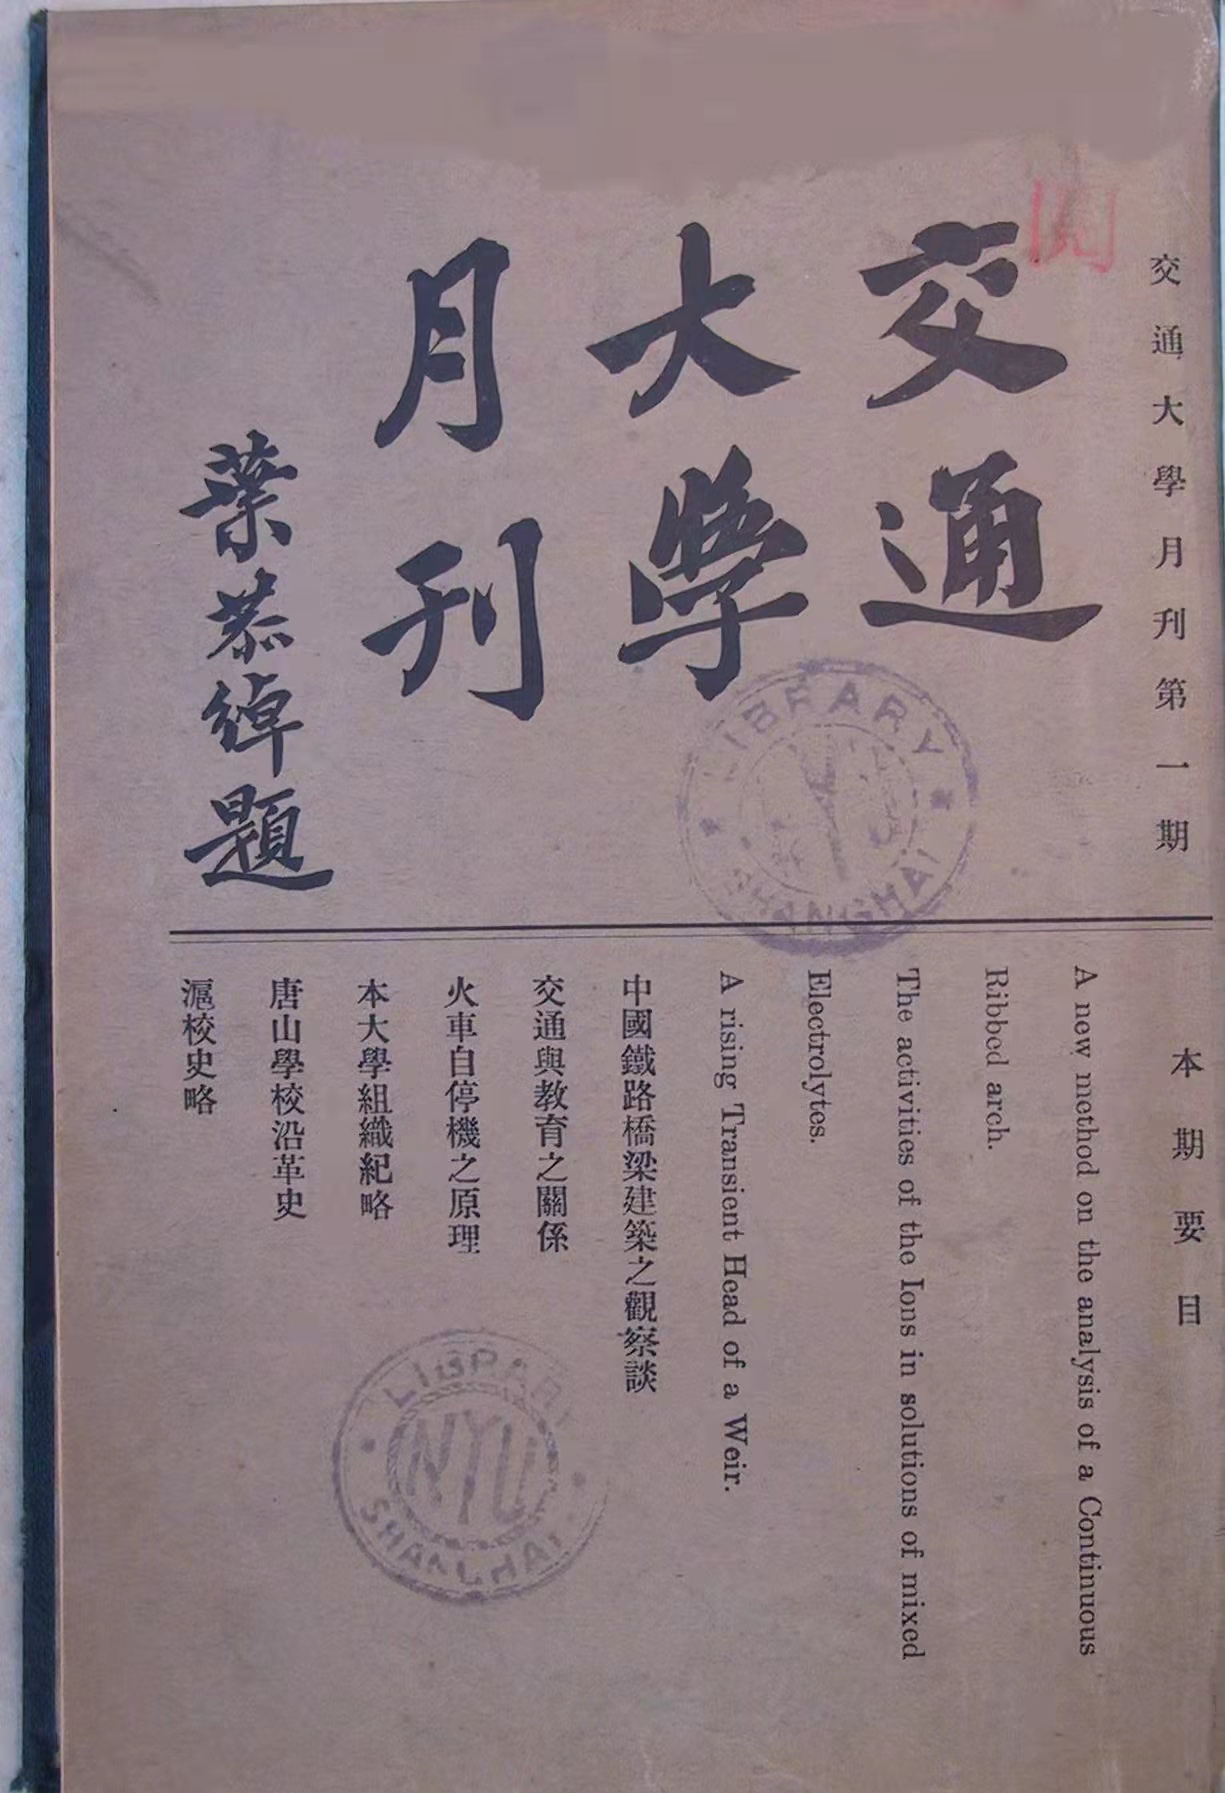 交通大學月刊第一期
交通
大學
月刊
葉恭綽題
本期要目
A new method on the analysis of a Continuous
Ribbed arch.
The activities of the Ions in solutions of mixed
Electrolytes.
A rising Transient Head of a Weir.
中國鐵路橋梁建築之觀察談
交通與教育之關係
火車自停機之原理
本大學組織紀略
唐山學校沿革史
滬校史略
LIBRARY
SHANGHAI
LIBRARY
NYU
SHANGHAI